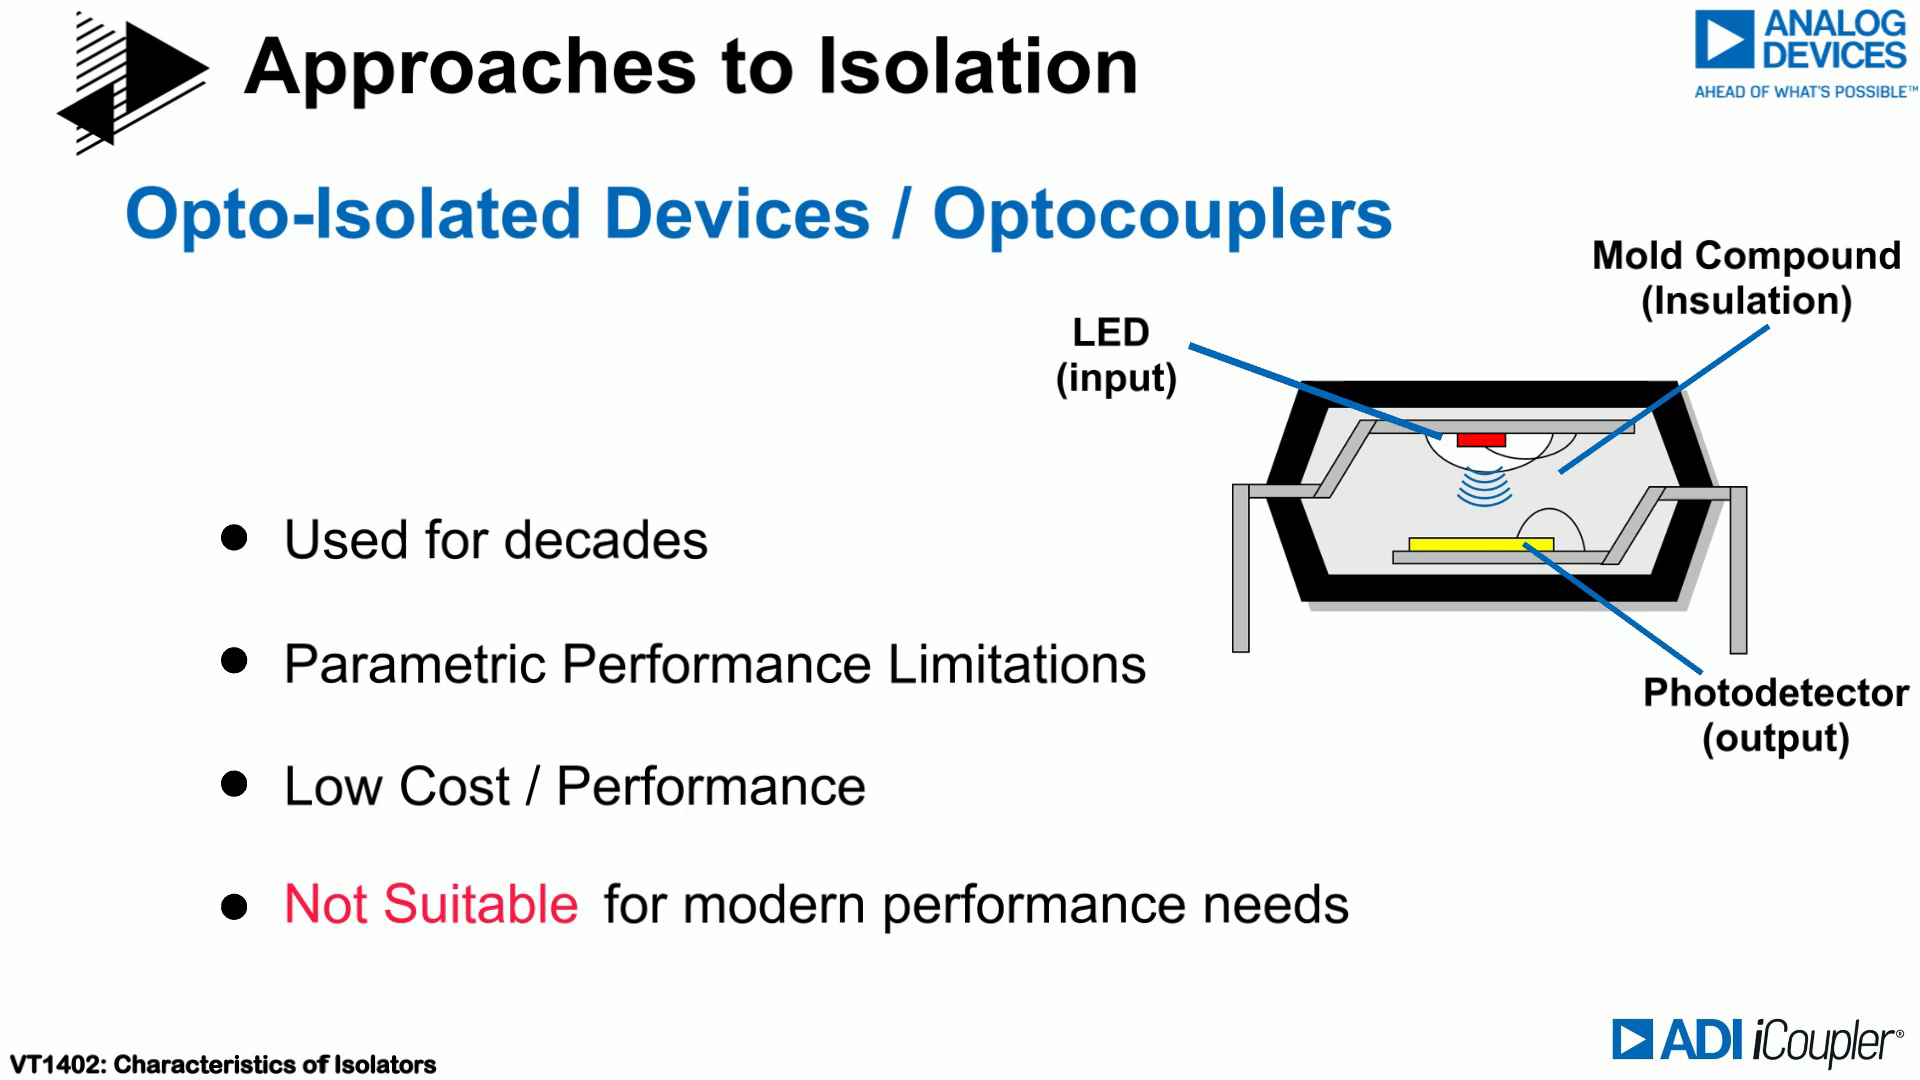 Approaches to Isolation
ANALOG
DEVICES
AHEAD OF WHAT'S POSSIBLE™
Opto-Isolated Devices / Optocouplers
Mold Compound
(Insulation)
LED
(input)
● Used for decades
● Parametric Performance Limitations
Photodetector
(output)
● Low Cost / Performance
● Not Suitable for modern performance needs
ADI iCoupler®
VT1402: Characteristics of Isolators